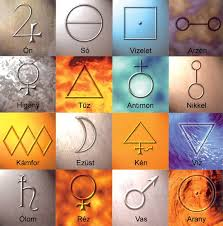 Ón Só Vizelet Arzén
Higany Tűz Antimon Nikkel
Kámfor Ezüst Kén Víz
Ólom Réz Vas Arany